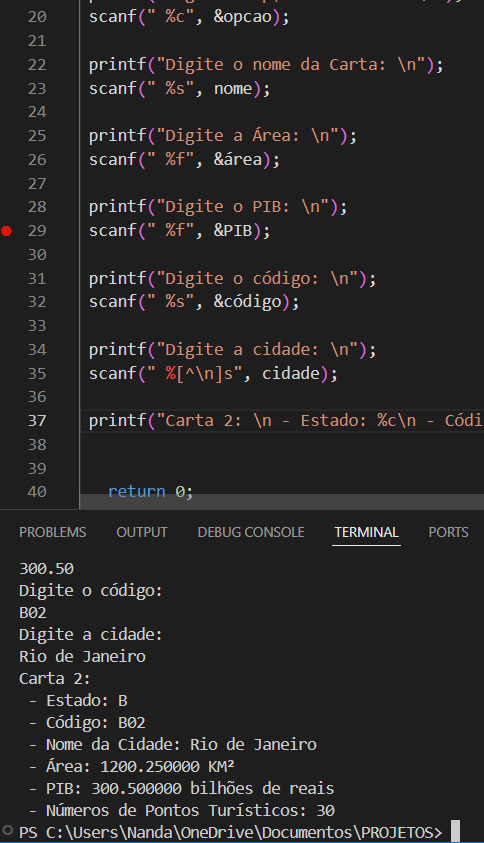 20 scanf(" %c", &opcao);
21
22 printf("Digite o nome da Carta: \n");
23 scanf(" %s", nome);
24
25 printf("Digite a Área: \n");
26 scanf(" %f", &área);
27
28 printf("Digite o PIB: \n");
29 scanf(" %f", &PIB);
30
31 printf("Digite o código: \n");
32 scanf(" %s", &código);
33
34 printf("Digite a cidade: \n");
35 scanf(" %[^\n]s", cidade);
36
37 printf("Carta 2: \n - Estado: %c\n - Códi
38
39
40 return 0;
PROBLEMS OUTPUT DEBUG CONSOLE TERMINAL PORTS
300.50
Digite o código:
B02
Digite a cidade:
Rio de Janeiro
Carta 2:
- Estado: B
- Código: B02
- Nome da Cidade: Rio de Janeiro
- Área: 1200.250000 KM²
- PIB: 300.500000 bilhões de reais
- Números de Pontos Turísticos: 30
PS C:\Users\Nanda\OneDrive\Documentos\PROJETOS>